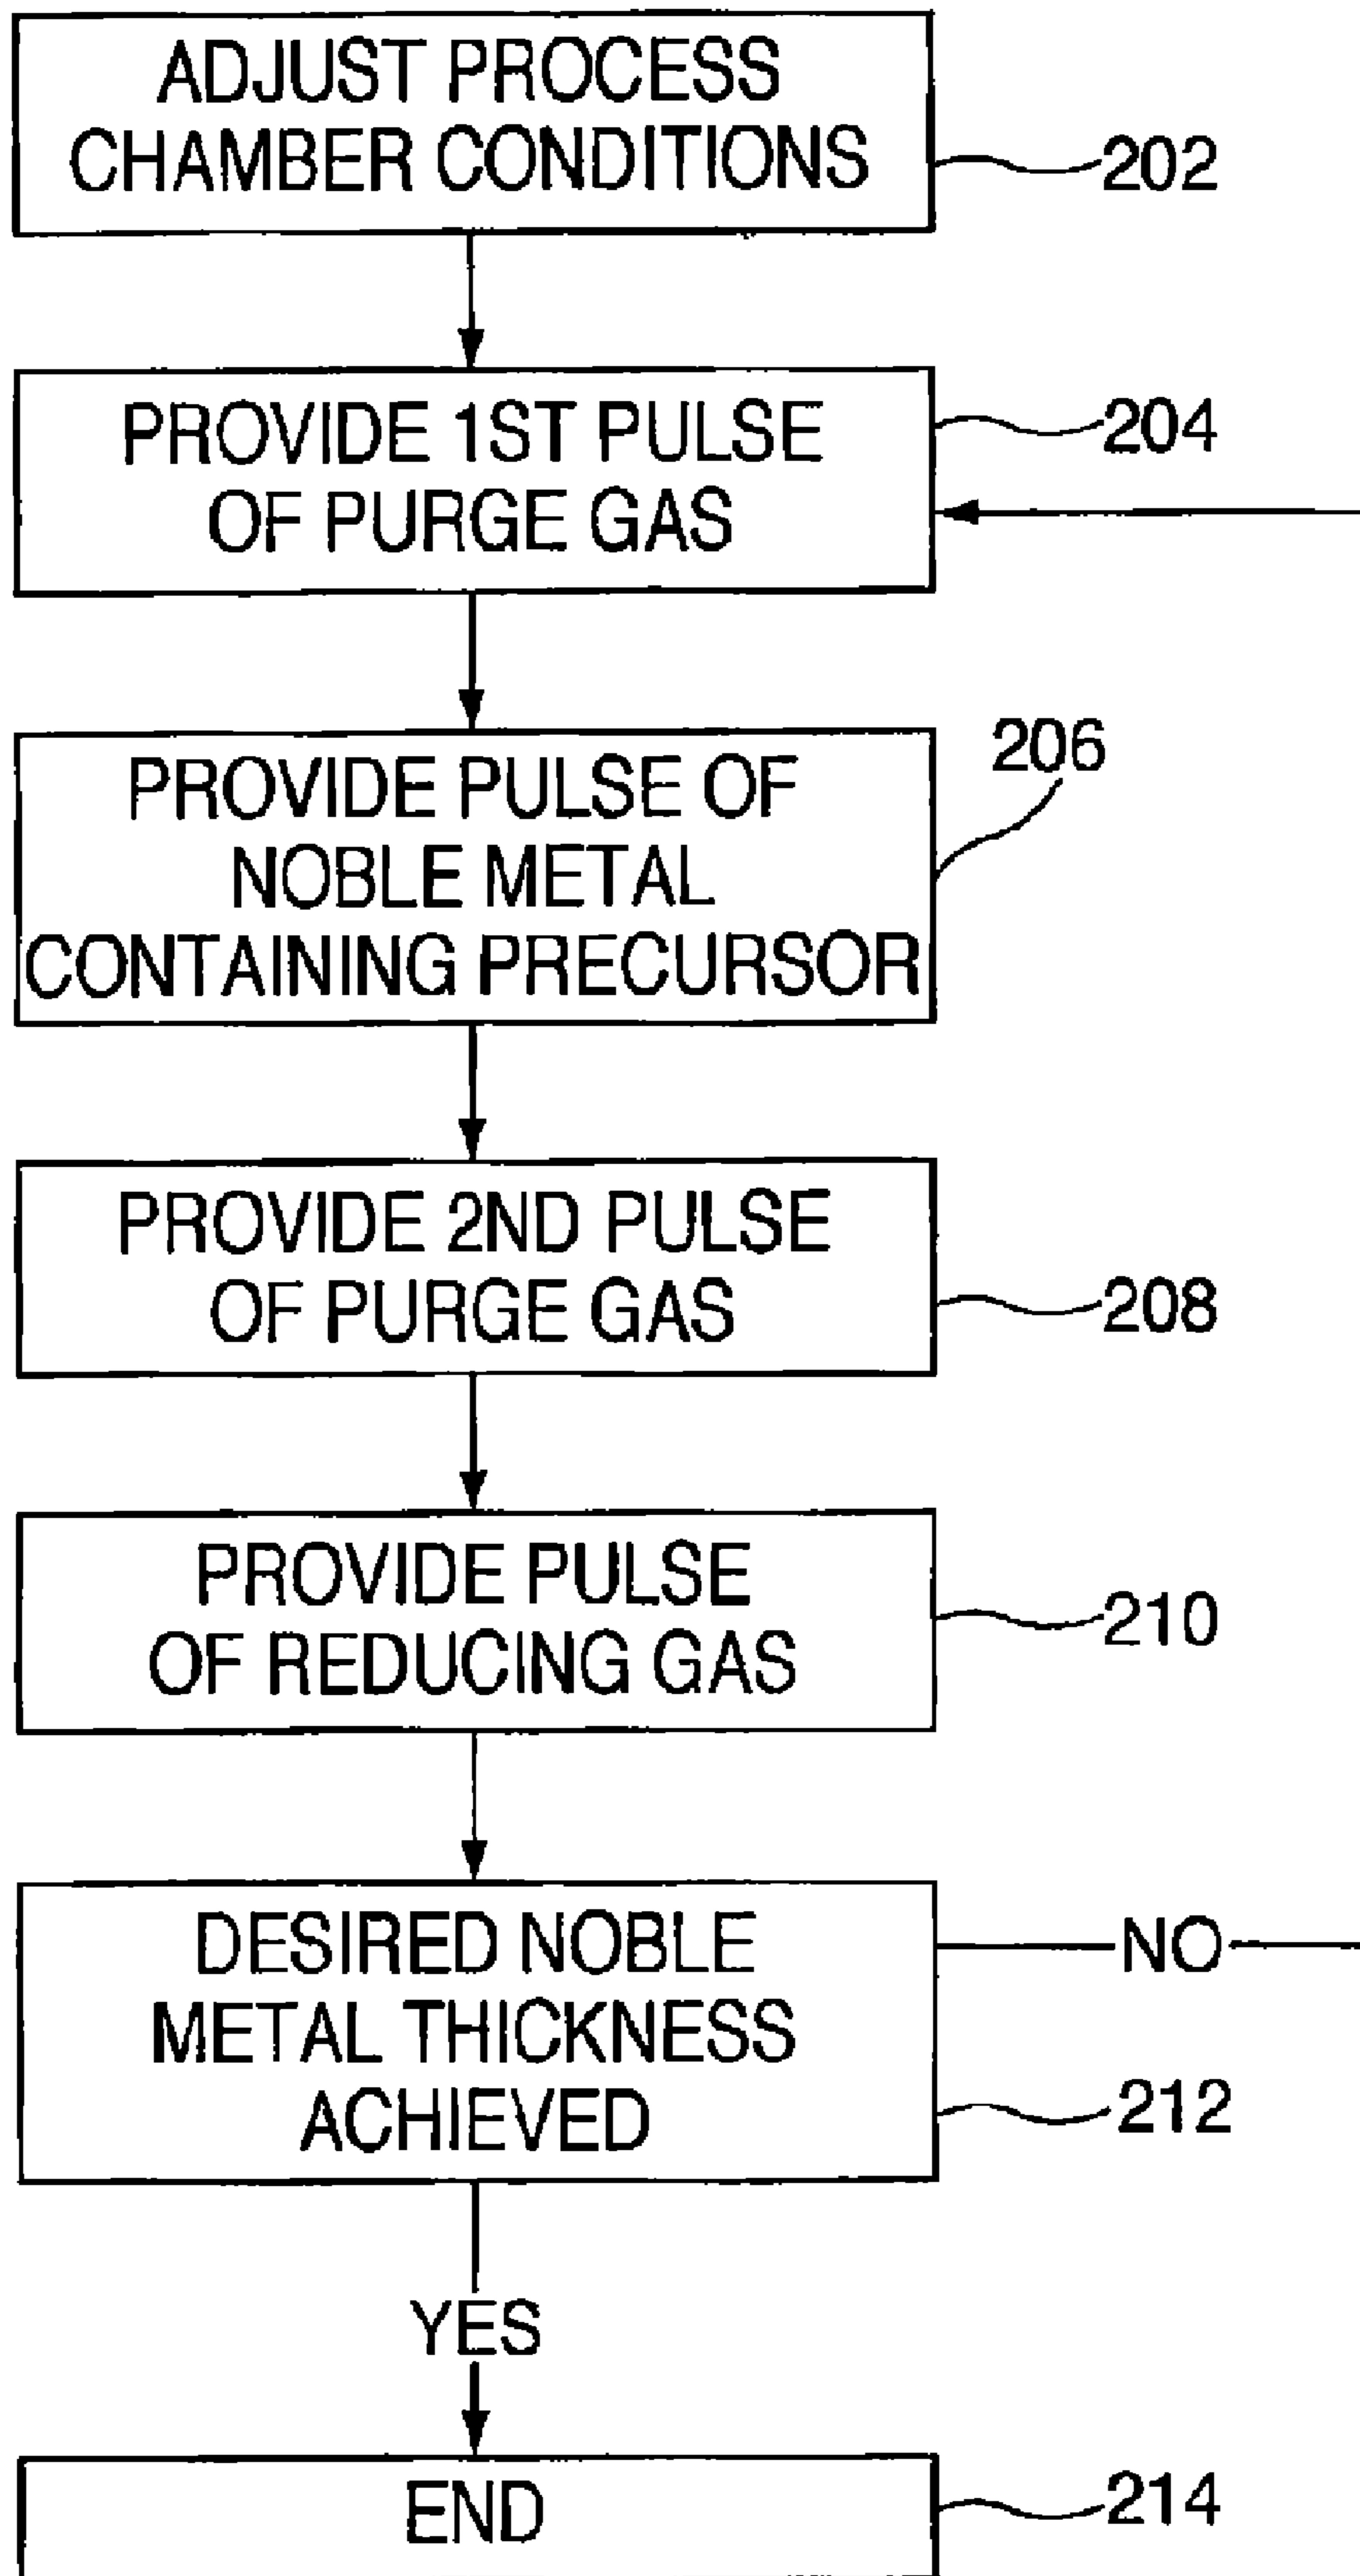 ADJUST PROCESS
CHAMBER CONDITIONS
202
PROVIDE 1ST PULSE
OF PURGE GAS
204
PROVIDE PULSE OF
NOBLE METAL
CONTAINING PRECURSOR
206
PROVIDE 2ND PULSE
OF PURGE GAS
208
PROVIDE PULSE
OF REDUCING GAS
210
DESIRED NOBLE
METAL THICKNESS
ACHIEVED
NO
212
YES
END
214